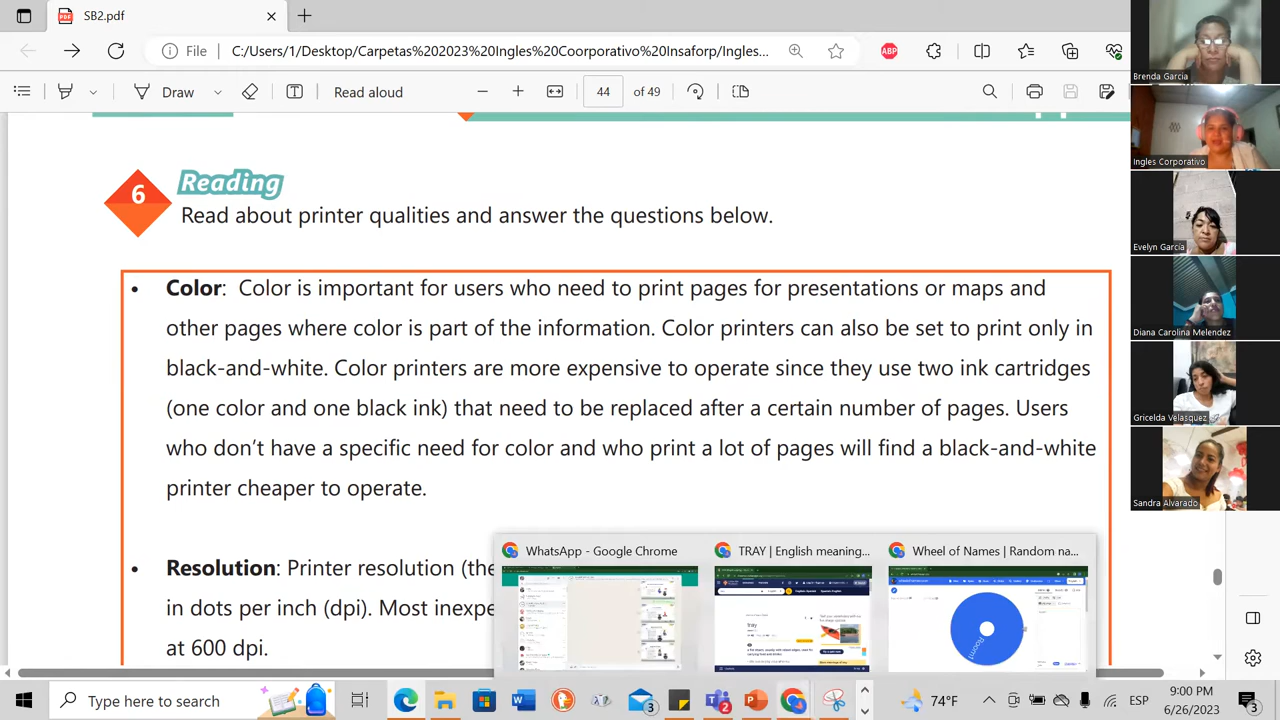 SB2.pdf
File
C:/Users/1/Desktop/Carpetas%202023%20Ingles%20Coorporativo%20Insaforp/Ingles...
ABP
Draw
Read aloud
44
of 49
6
Reading
Read about printer qualities and answer the questions below.
• Color: Color is important for users who need to print pages for presentations or maps and
other pages where color is part of the information. Color printers can also be set to print only in
black-and-white. Color printers are more expensive to operate since they use two ink cartridges
(one color and one black ink) that need to be replaced after a certain number of pages. Users
who don't have a specific need for color and who print a lot of pages will find a black-and-white
printer cheaper to operate.
• Resolution: Printer resolution (the
in dots per inch (dpi). Most inexpe
at 600 dpi.
WhatsApp - Google Chrome
TRAY | English meaning...
Wheel of Names | Random na...
tray
Brenda Garcia
Ingles Corporativo
Evelyn García
Diana Carolina Melendez
Gricelda Velasquez
Sandra Alvarado
Type here to search
3
2
74°F
ESP
9:00 PM
6/26/2023
3